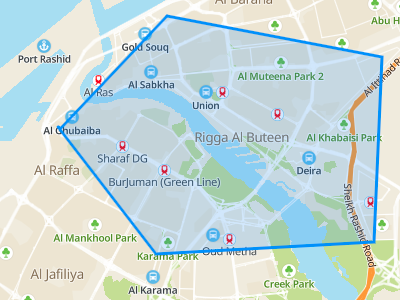 Al Baraha
Abu H
Gold Souq
Port Rashid
Al Sabkha
Al Muteena Park 2
Al Ras
Al Ittihad R
Union
Al Ghubaiba
Rigga Al Buteen
Al Khabaisi Park
Sharaf DG
Deira
Al Raffa
BurJuman (Green Line)
Sheikh Rashid Road
Al Mankhool Park
Oud Metha
Karama Park
Al Jafiliya
Creek Park
Al Karama